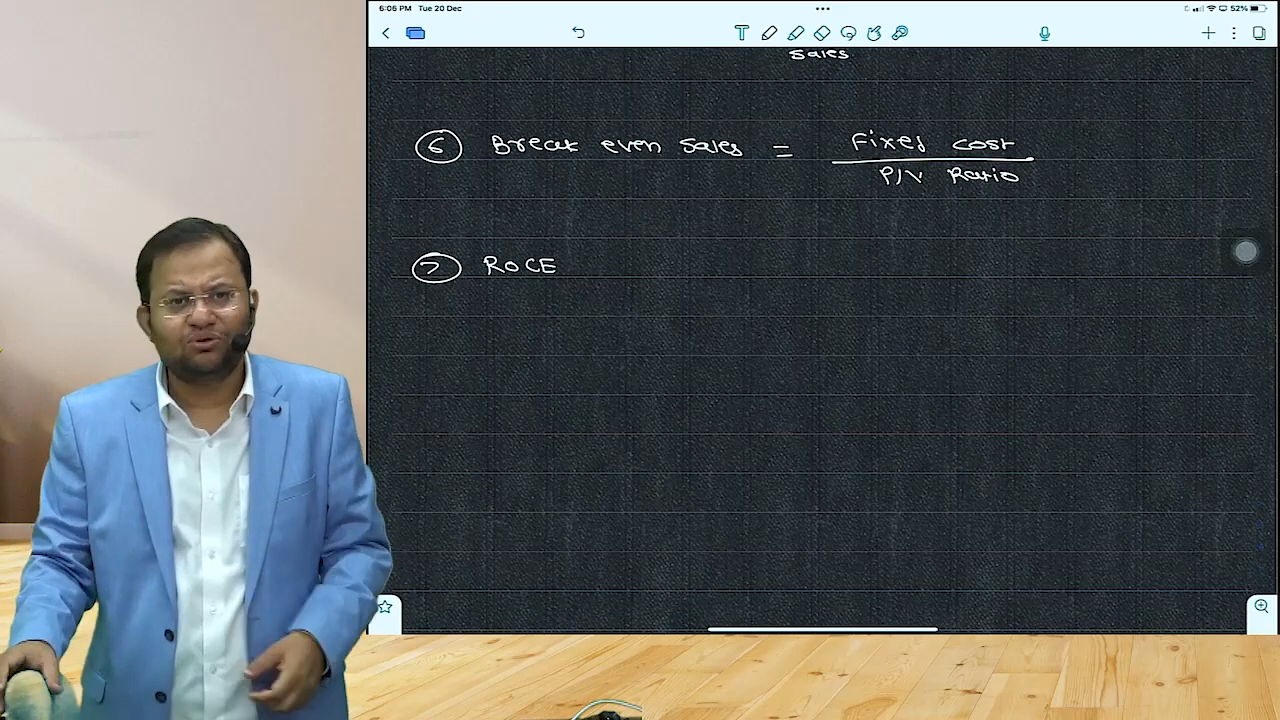 6:06 PM Tue 20 Dec
52%
Sales
6 Break even Sales = Fixed cost
P/V Ratio
7 ROCE